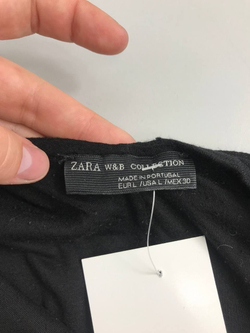 ZARA W&B COLLECTION
MADE IN PORTUGAL
EUR L / USA L / MEX 30